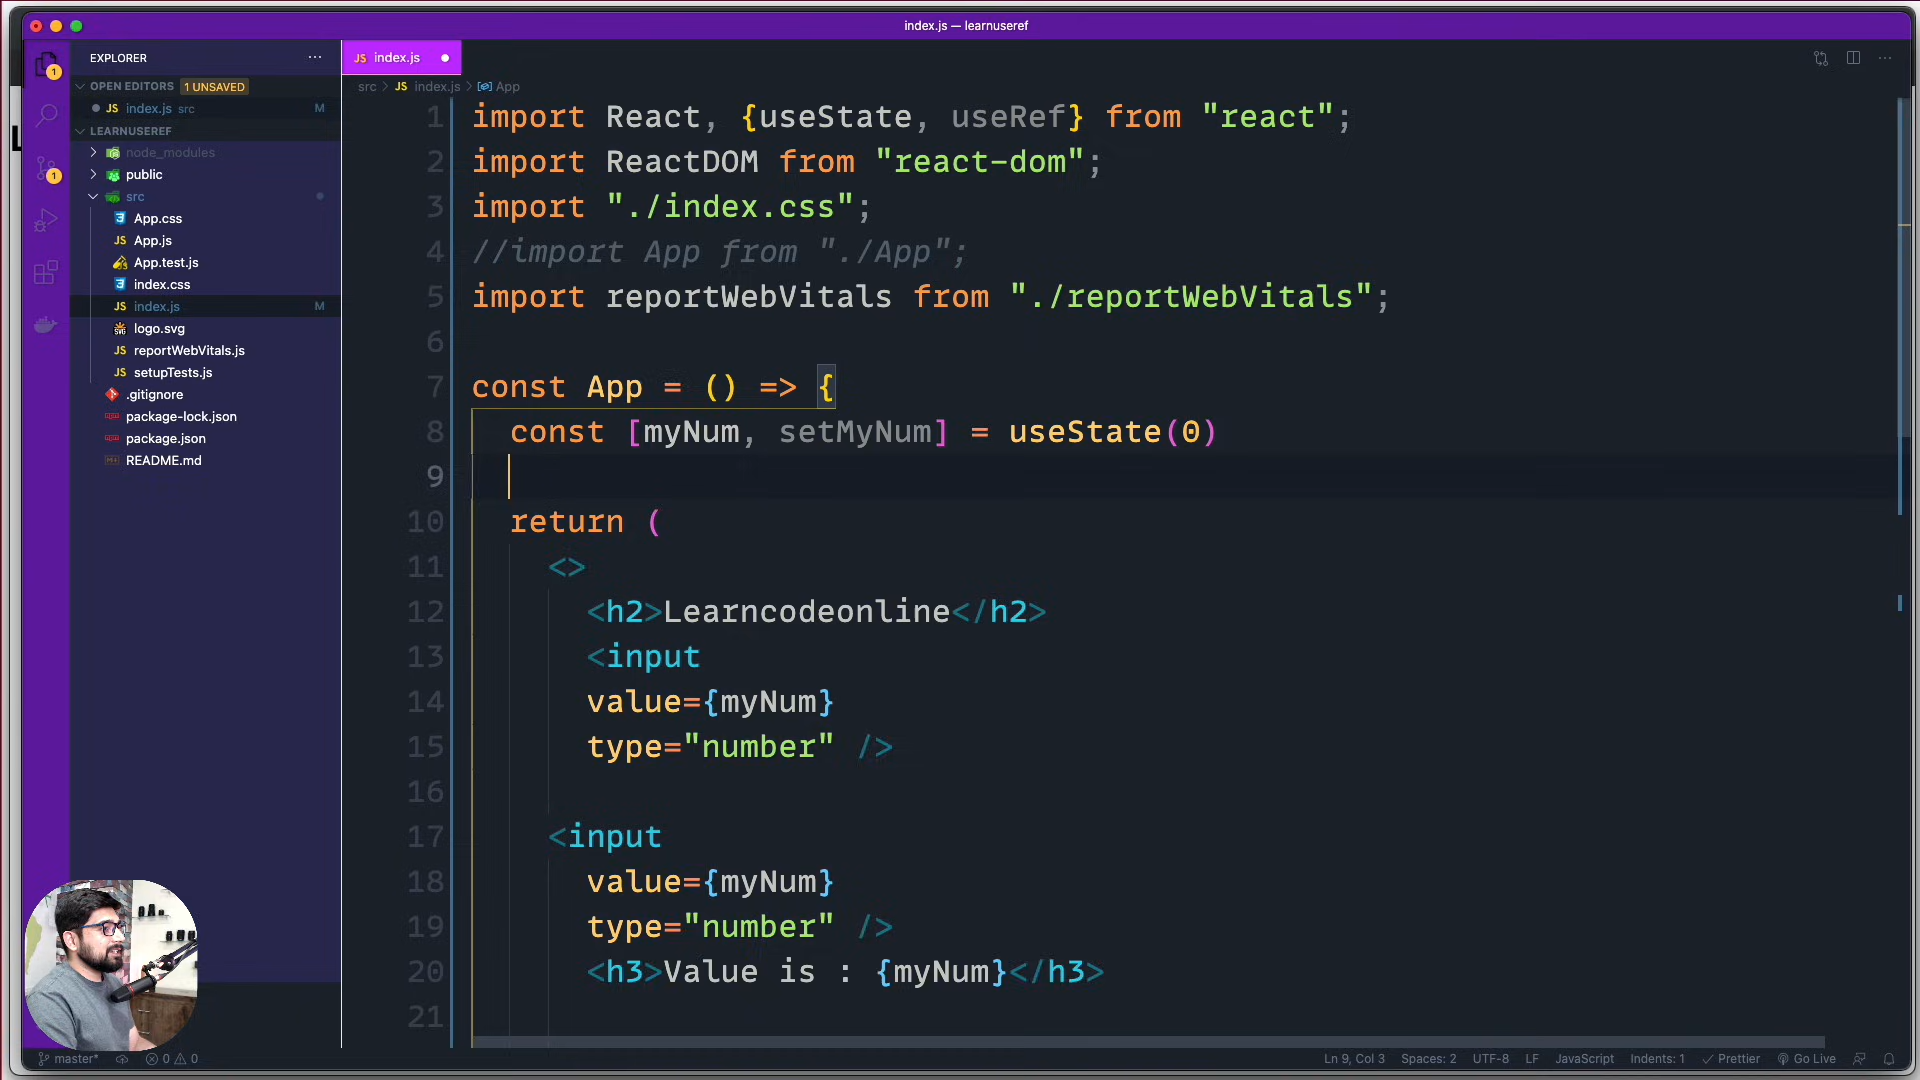 index.js — learnuseref
EXPLORER
index.js
OPEN EDITORS 1 UNSAVED
src > JS index.js > App
JS index.js src M
LEARNUSEREF
node_modules
public
src
App.css
JS App.js
App.test.js
index.css
JS index.js M
logo.svg
JS reportWebVitals.js
JS setupTests.js
.gitignore
package-lock.json
package.json
README.md
1 import React, {useState, useRef} from "react";
2 import ReactDOM from "react-dom";
3 import "./index.css";
4 //import App from "./App";
5 import reportWebVitals from "./reportWebVitals";
6
7 const App = () => {
8 const [myNum, setMyNum] = useState(0)
9
10 return (
11 <>
12 <h2>Learncodeonline</h2>
13 <input
14 value={myNum}
15 type="number" />
16
17 <input
18 value={myNum}
19 type="number" />
20 <h3>Value is : {myNum}</h3>
21
master* 0 0 Ln 9, Col 3 Spaces: 2 UTF-8 LF JavaScript Indents: 1 Prettier Go Live